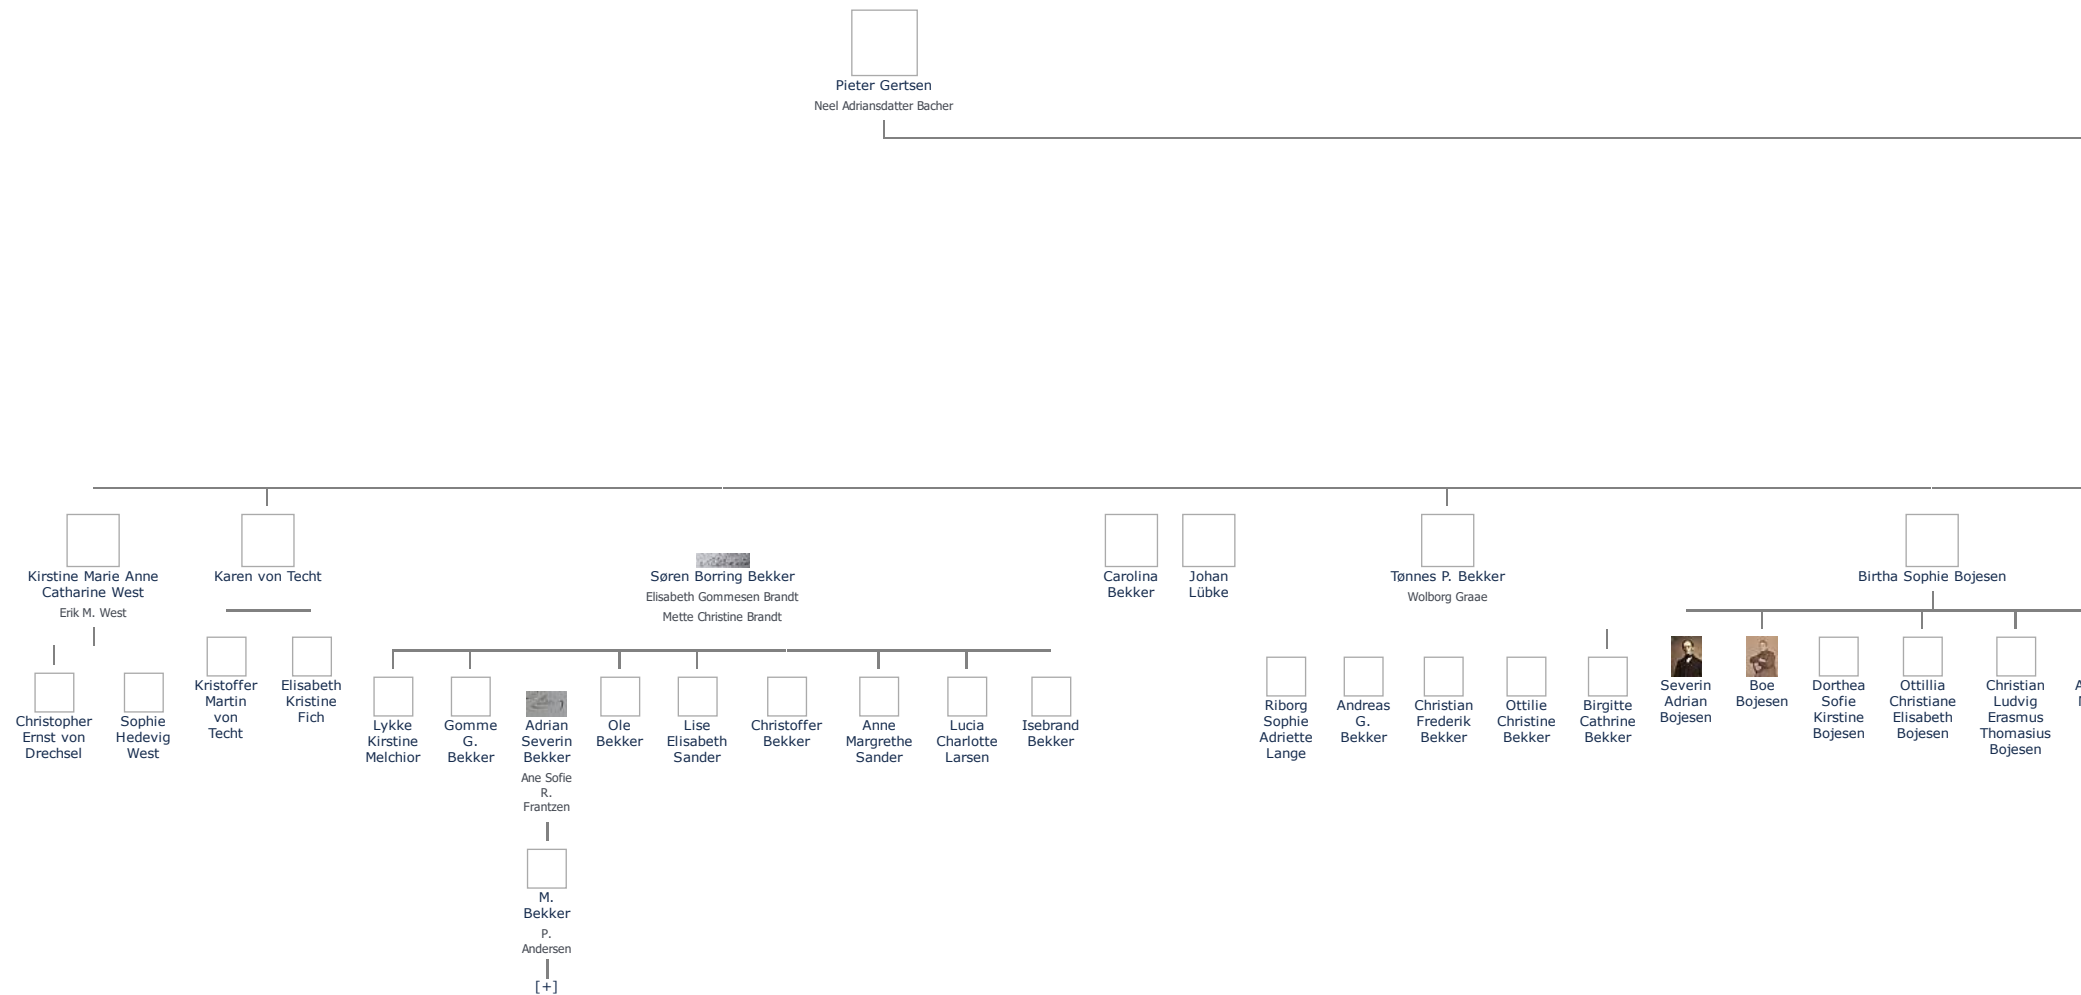 Pieter Gertsen
Neel Adriansdatter Bacher
Kirstine Marie Anne
Catharine West
Erik M. West
Karen von Techt
Søren Borring Bekker
Elisabeth Gommesen Brandt
Mette Christine Brandt
Carolina
Bekker
Johan
Lübke
Tønnes P. Bekker
Wolborg Graae
Birtha Sophie Bojesen
Christopher
Ernst von
Drechsel
Sophie
Hedevig
West
Kristoffer
Martin
von
Techt
Elisabeth
Kristine
Fich
Lykke
Kirstine
Melchior
Gomme
G.
Bekker
Adrian
Severin
Bekker
Ane Sofie
R.
Frantzen
M.
Bekker
P.
Andersen
[+]
Ole
Bekker
Lise
Elisabeth
Sander
Christoffer
Bekker
Anne
Margrethe
Sander
Lucia
Charlotte
Larsen
Isebrand
Bekker
Riborg
Sophie
Adriette
Lange
Andreas
G.
Bekker
Christian
Frederik
Bekker
Ottilie
Christine
Bekker
Birgitte
Cathrine
Bekker
Severin
Adrian
Bojesen
Boe
Bojesen
Dorthea
Sofie
Kirstine
Bojesen
Ottillia
Christiane
Elisabeth
Bojesen
Christian
Ludvig
Erasmus
Thomasius
Bojesen